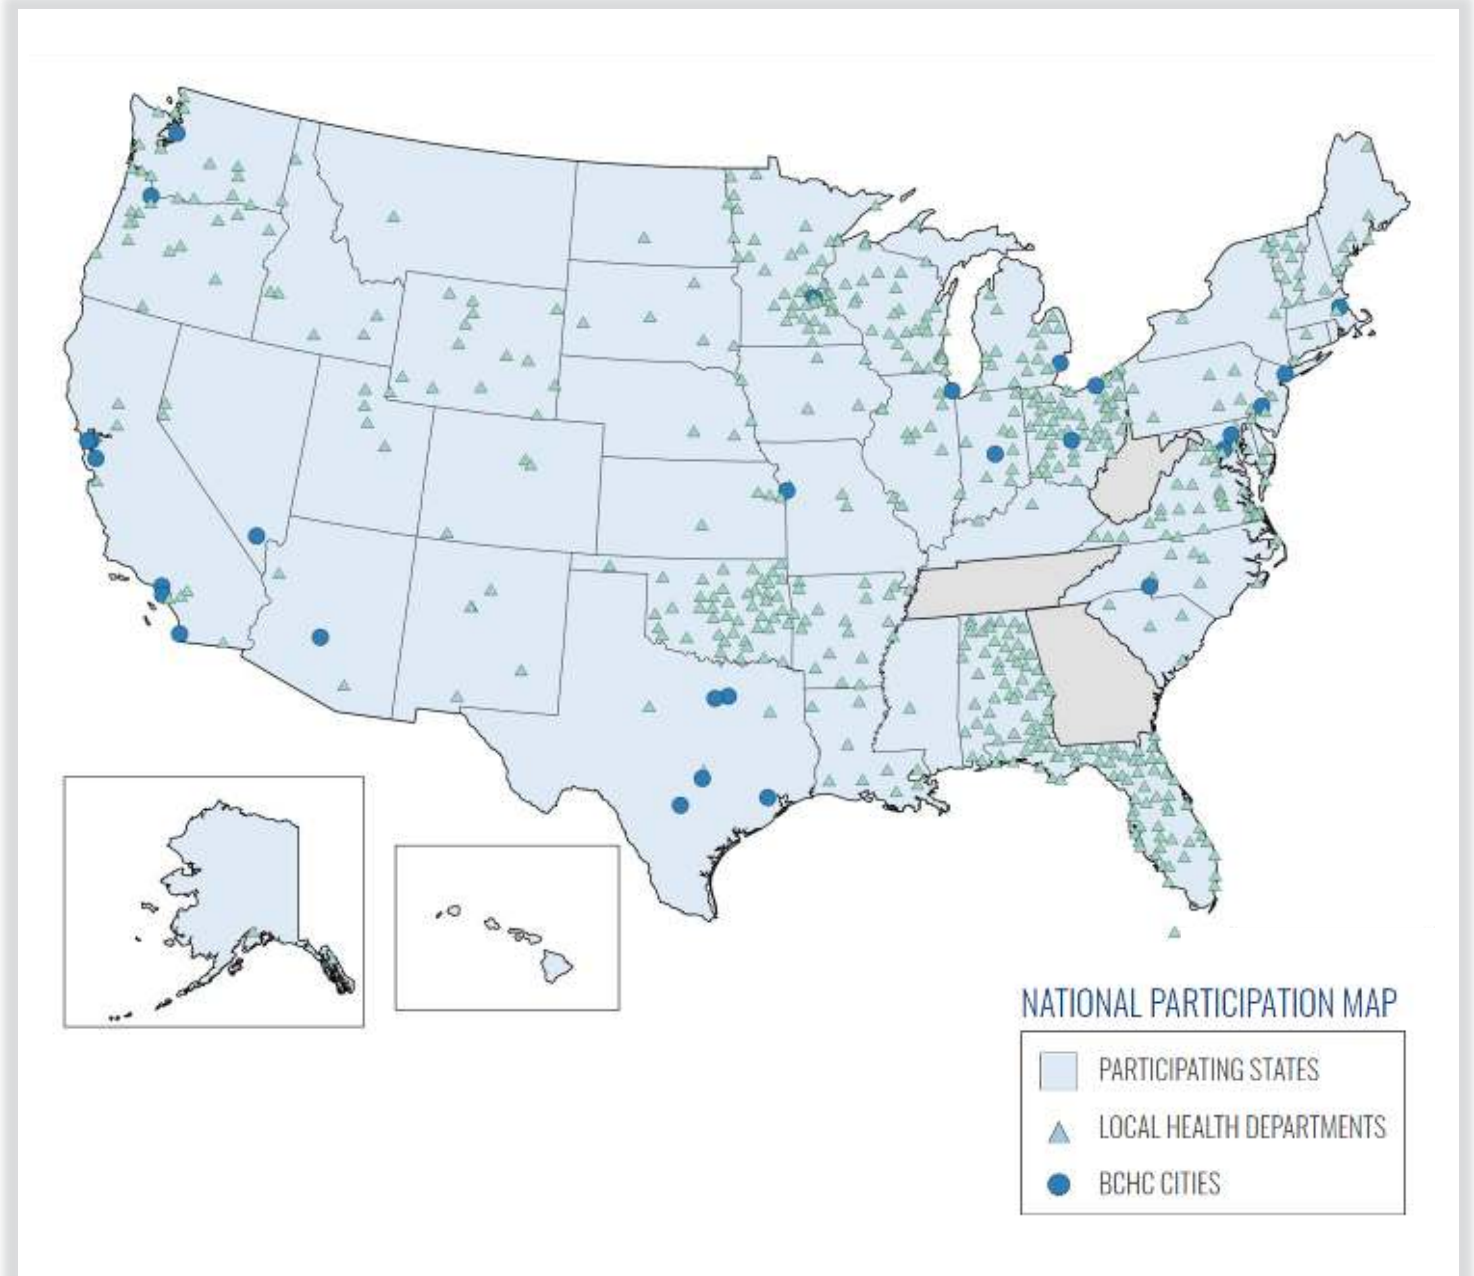 NATIONAL PARTICIPATION MAP
PARTICIPATING STATES
LOCAL HEALTH DEPARTMENTS
BCHC CITIES